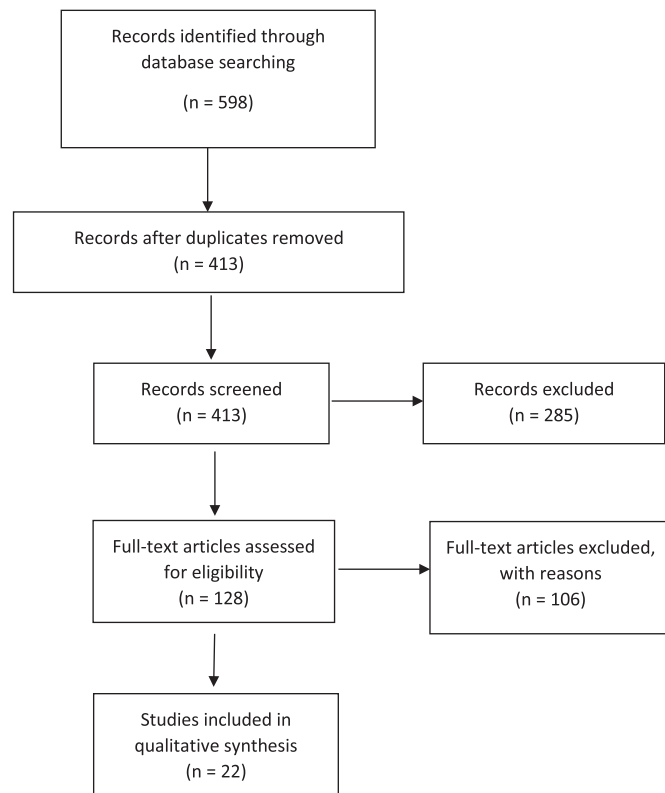 Records identified through
database searching
(n = 598)
Records after duplicates removed
(n = 413)
Records screened
(n = 413)
Records excluded
(n = 285)
Full-text articles assessed
for eligibility
(n = 128)
Full-text articles excluded,
with reasons
(n = 106)
Studies included in
qualitative synthesis
(n = 22)